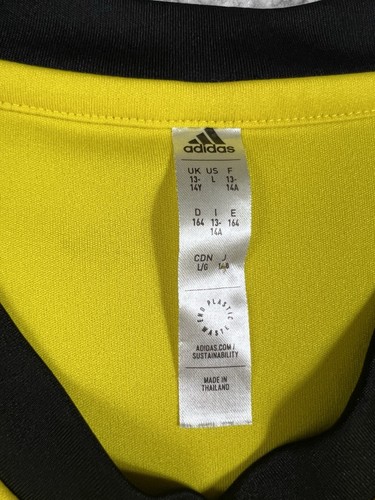 adidas
UK US F
13- L 13-
14Y 14A
D I E
164 13- 164
14A
CDN J
L/G 160
END PLASTIC WASTE
ADIDAS.COM/
SUSTAINABILITY
MADE IN
THAILAND